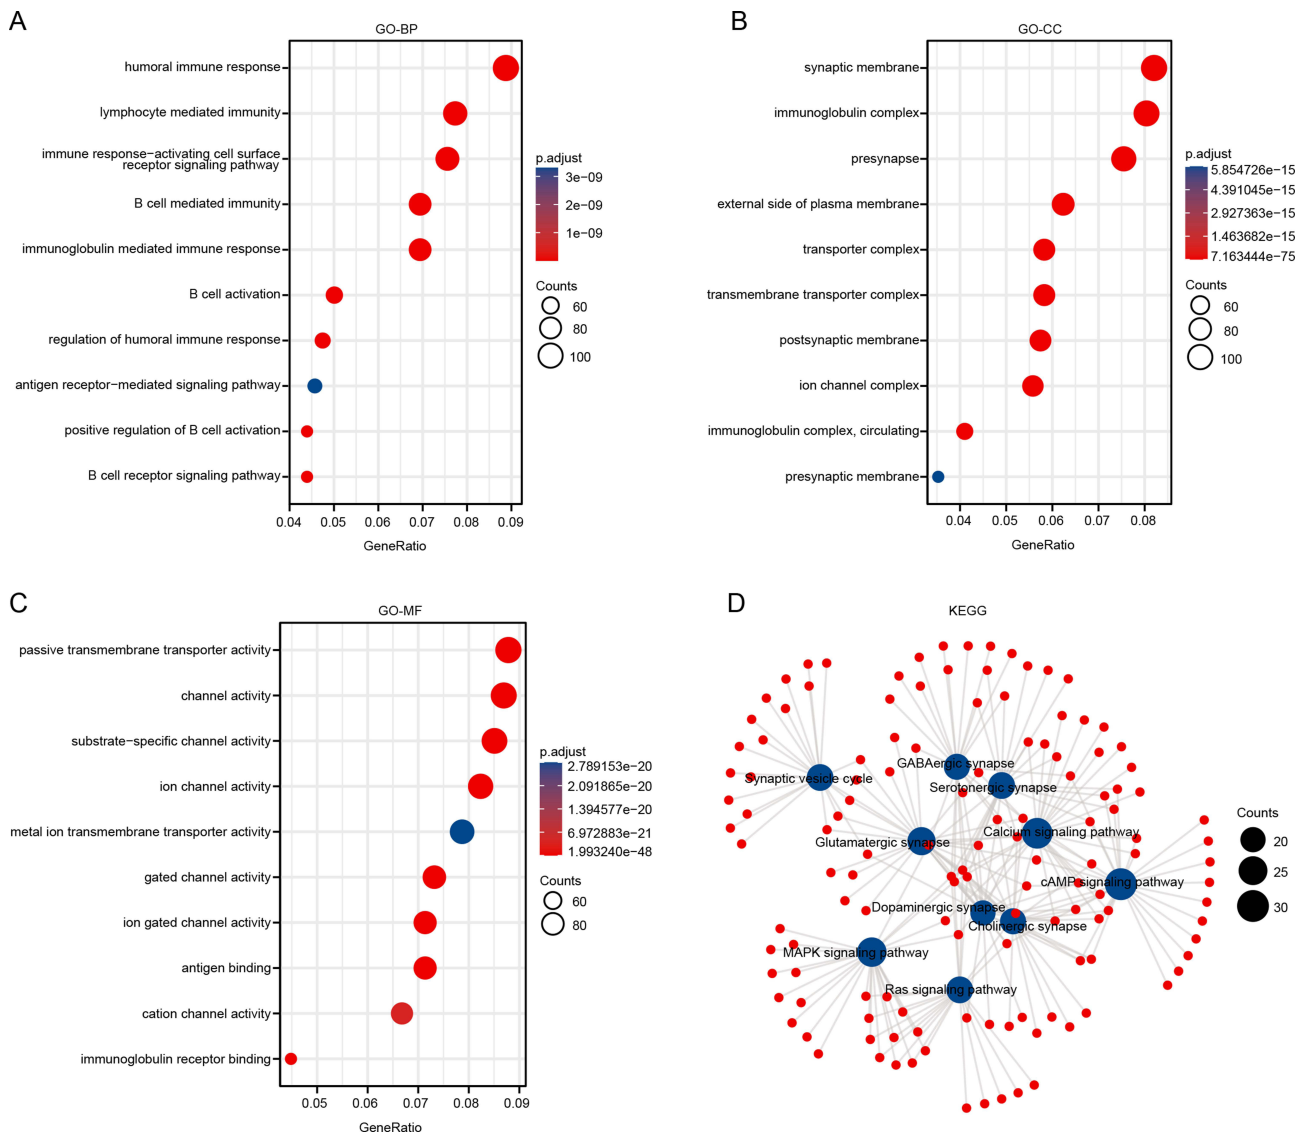 A
GO-BP
humoral immune response
lymphocyte mediated immunity
immune response-activating cell surface
receptor signaling pathway
B cell mediated immunity
immunoglobulin mediated immune response
B cell activation
regulation of humoral immune response
antigen receptor-mediated signaling pathway
positive regulation of B cell activation
B cell receptor signaling pathway
0.04 0.05 0.06 0.07 0.08 0.09
GeneRatio
p.adjust
3e-09
2e-09
1e-09
Counts
60
80
100
B
GO-CC
synaptic membrane
immunoglobulin complex
presynapse
external side of plasma membrane
transporter complex
transmembrane transporter complex
postsynaptic membrane
ion channel complex
immunoglobulin complex, circulating
presynaptic membrane
0.04 0.05 0.06 0.07 0.08
GeneRatio
p.adjust
5.854726e-15
4.391045e-15
2.927363e-15
1.463682e-15
7.163444e-75
Counts
60
80
100
C
GO-MF
passive transmembrane transporter activity
channel activity
substrate-specific channel activity
ion channel activity
metal ion transmembrane transporter activity
gated channel activity
ion gated channel activity
antigen binding
cation channel activity
immunoglobulin receptor binding
0.05 0.06 0.07 0.08 0.09
GeneRatio
p.adjust
2.789153e-20
2.091865e-20
1.394577e-20
6.972883e-21
1.993240e-48
Counts
60
80
D
KEGG
GABAergic synapse
Synaptic vesicle cycle
Serotonergic synapse
Calcium signaling pathway
Glutamatergic synapse
cAMP signaling pathway
Dopaminergic synapse
Cholinergic synapse
MAPK signaling pathway
Ras signaling pathway
Counts
20
25
30